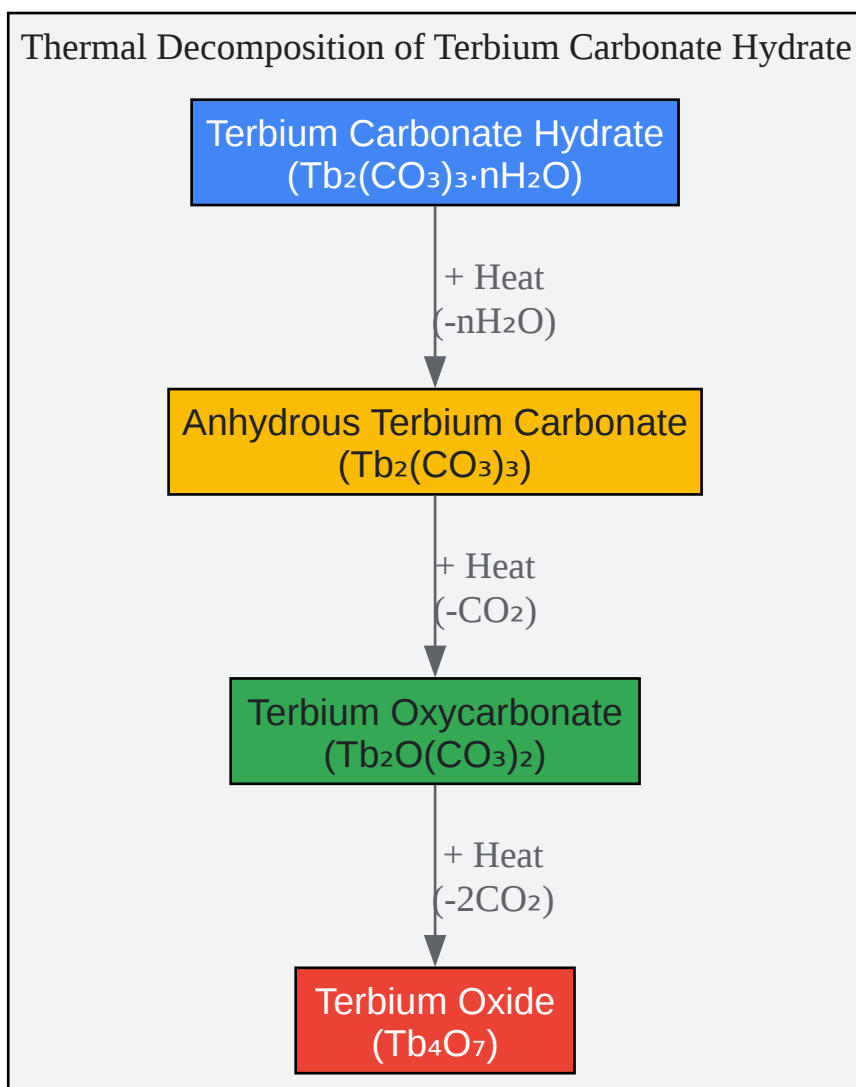 Thermal Decomposition of Terbium Carbonate Hydrate
Terbium Carbonate Hydrate
(Tb₂(CO₃)₃·nH₂O)
+ Heat
(-nH₂O)
Anhydrous Terbium Carbonate
(Tb₂(CO₃)₃)
+ Heat
(-CO₂)
Terbium Oxycarbonate
(Tb₂O(CO₃)₂)
+ Heat
(-2CO₂)
Terbium Oxide
(Tb₄O₇)